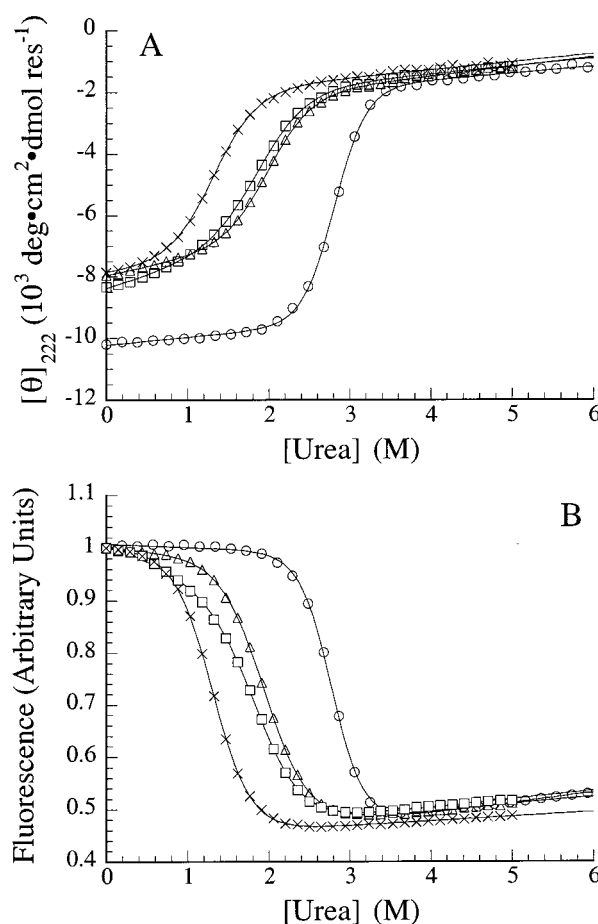 A
0
-2
-4
-6
-8
-10
-12
[θ]222 (10³ deg•cm²•dmol res⁻¹)
0 1 2 3 4 5 6
[Urea] (M)
B
1.1
1
0.9
0.8
0.7
0.6
0.5
0.4
Fluorescence (Arbitrary Units)
0 1 2 3 4 5 6
[Urea] (M)